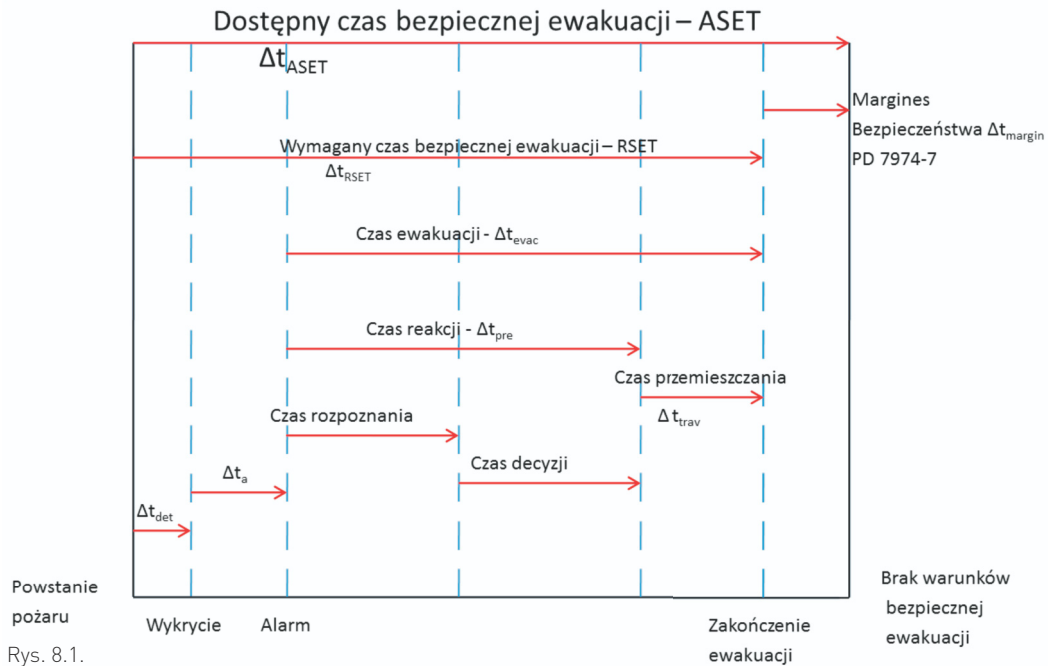 Dostępny czas bezpiecznej ewakuacji – ASET
Δt_ASET
Margines
Bezpieczeństwa Δt_margin
PD 7974-7
Wymagany czas bezpiecznej ewakuacji – RSET
Δt_RSET
Czas ewakuacji - Δt_evac
Czas reakcji - Δt_pre
Czas przemieszczania
Δ t_trav
Czas rozpoznania
Czas decyzji
Δt_a
Δt_det
Powstanie
pożaru
Wykrycie
Alarm
Zakończenie
ewakuacji
Brak warunków
bezpiecznej
ewakuacji
Rys. 8.1.